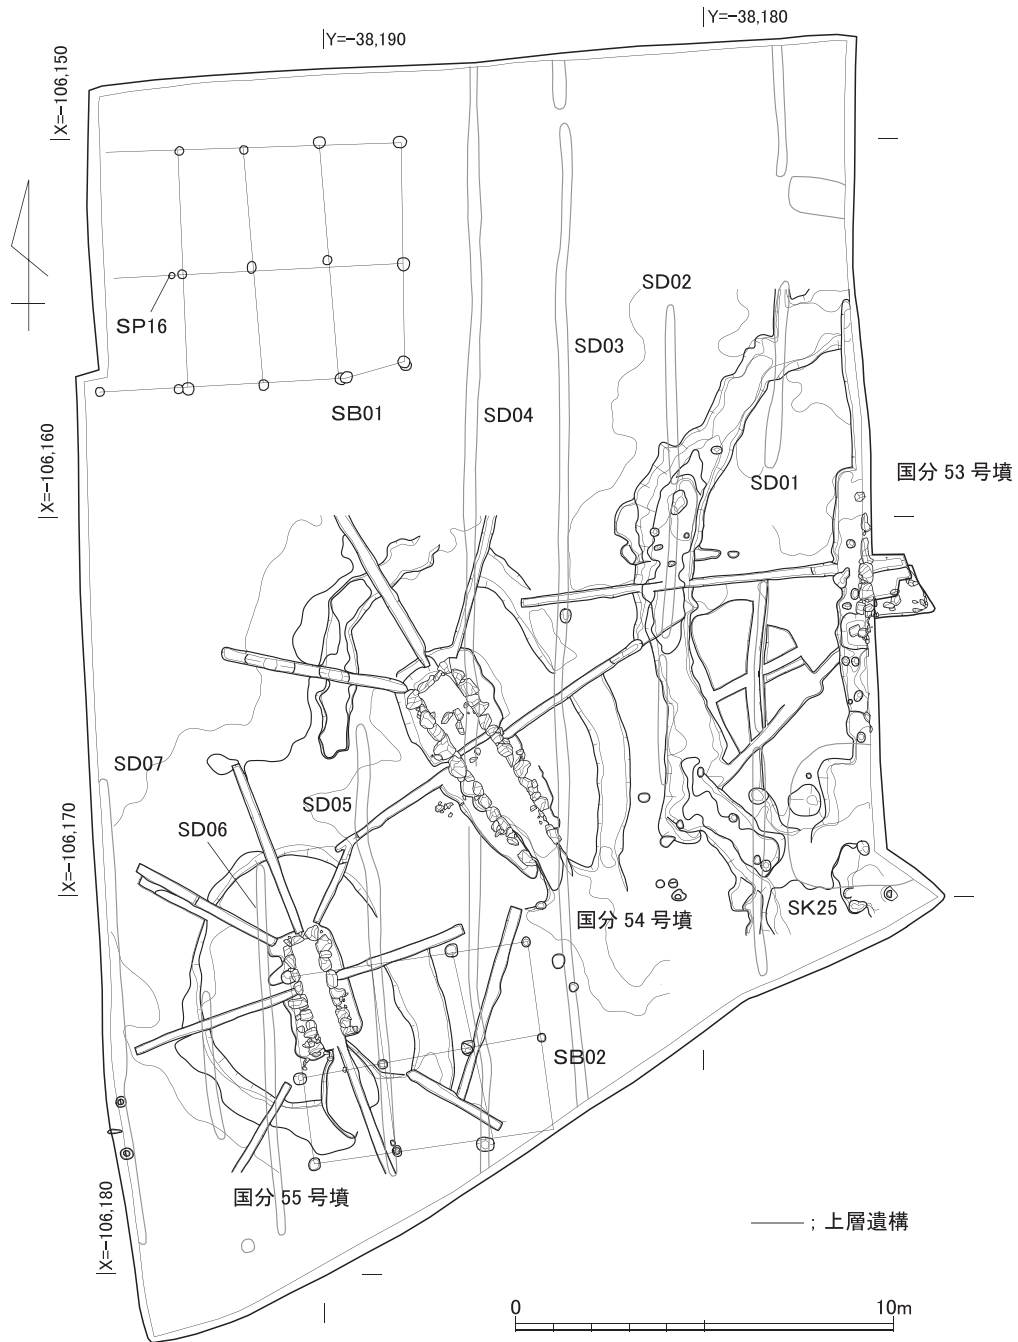 Y=-38,180
Y=-38,190
X=-106,150
SP16
SD02
SD03
SB01
SD04
X=-106,160
国分 53 号墳
SD01
SD07
SD05
SD06
X=-106,170
国分 54 号墳
SK25
SB02
X=-106,180
国分 55 号墳
; 上層遺構
0
10m